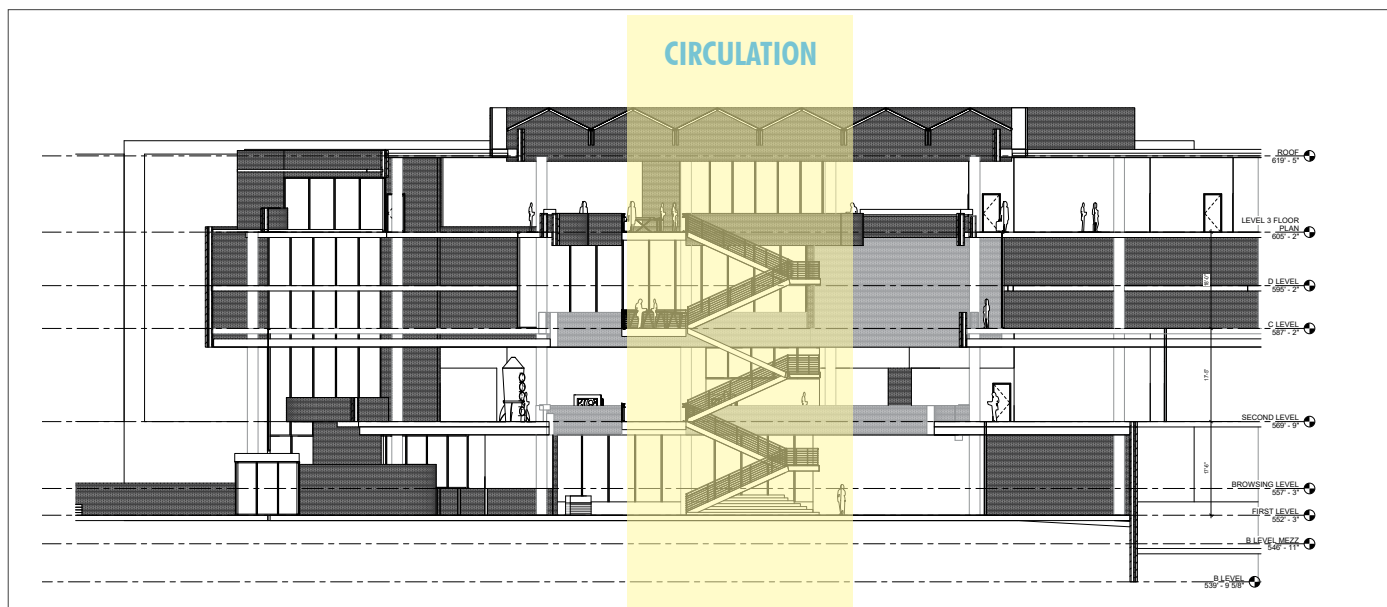 CIRCULATION
ROOF
619' - 5"
LEVEL 3 FLOOR
PLAN
605' - 2"
D LEVEL
595' - 2"
C LEVEL
587' - 2"
SECOND LEVEL
569' - 9"
BROWSING LEVEL
557' - 3"
FIRST LEVEL
552' - 3"
B LEVEL MEZZ
546' - 11"
B LEVEL
539' - 9 5/8"